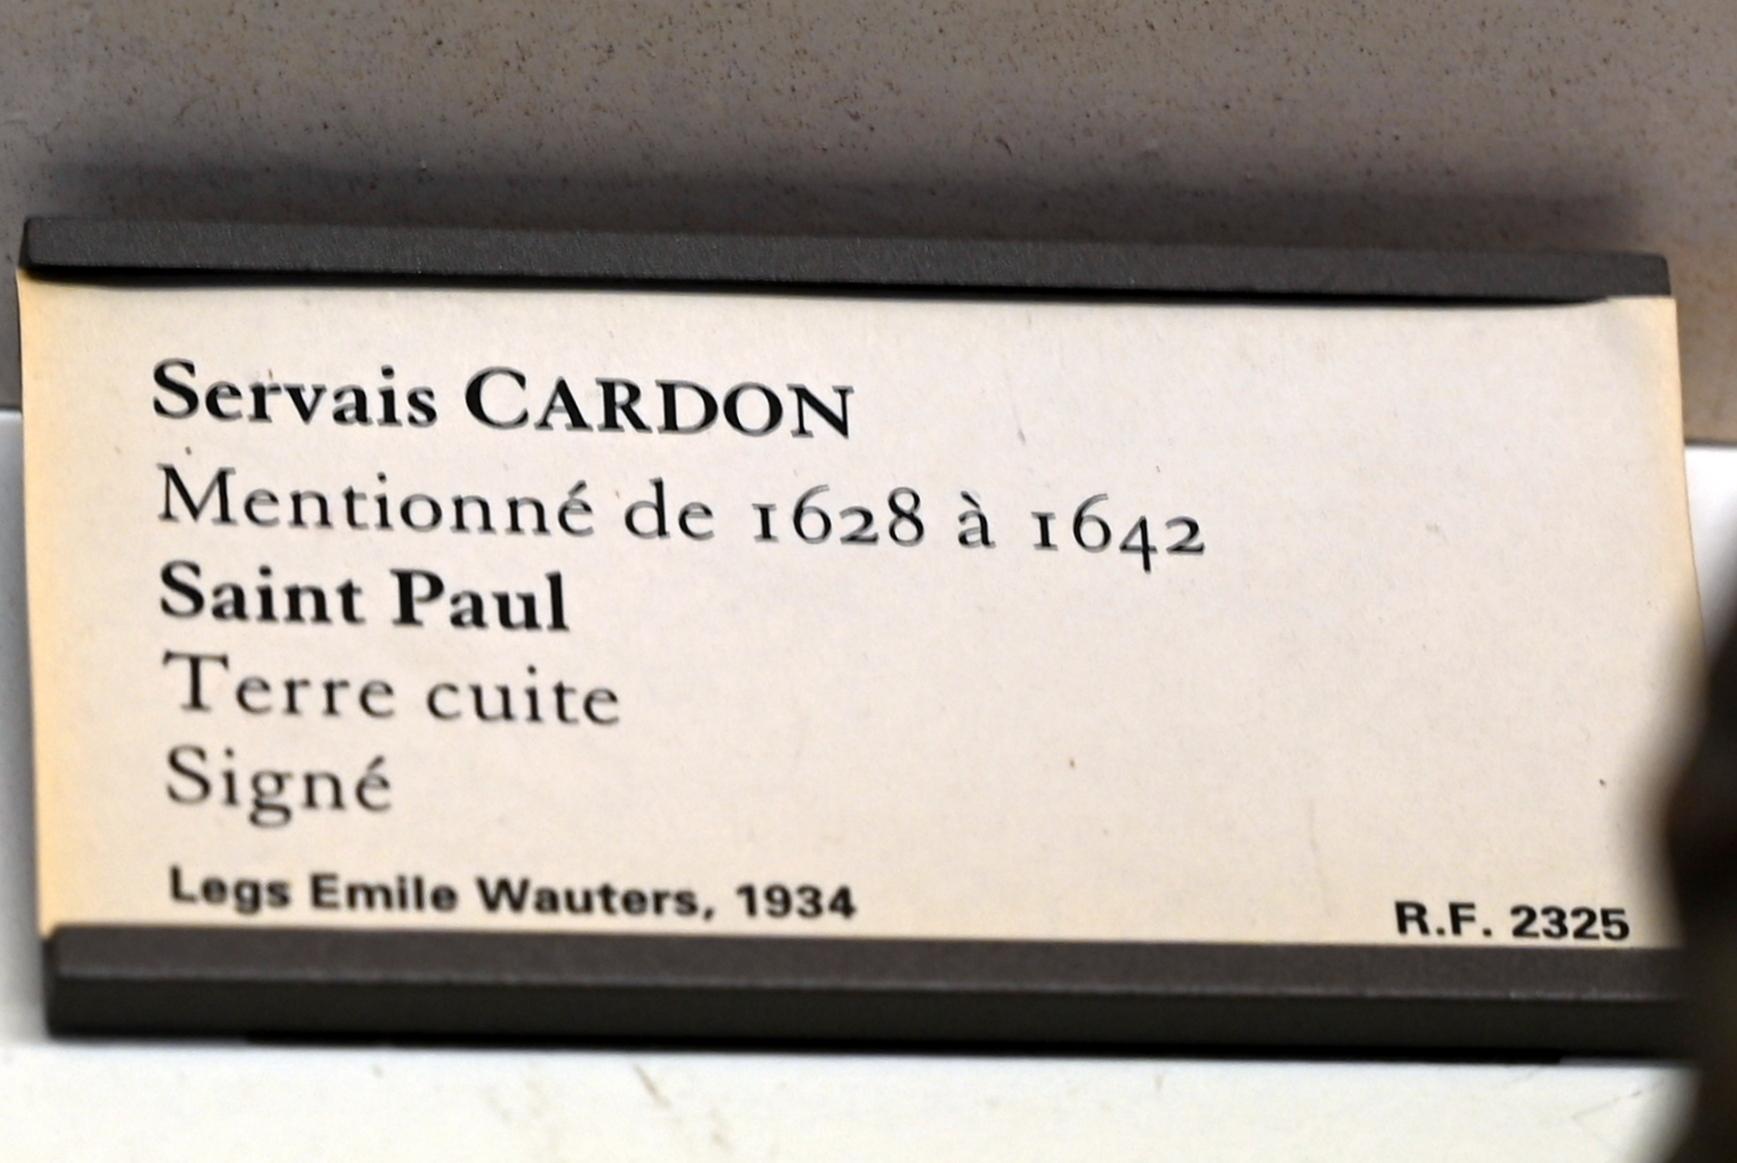 Servais CARDON
Mentionné de 1628 à 1642
Saint Paul
Terre cuite
Signé
Legs Emile Wauters, 1934
R.F. 2325